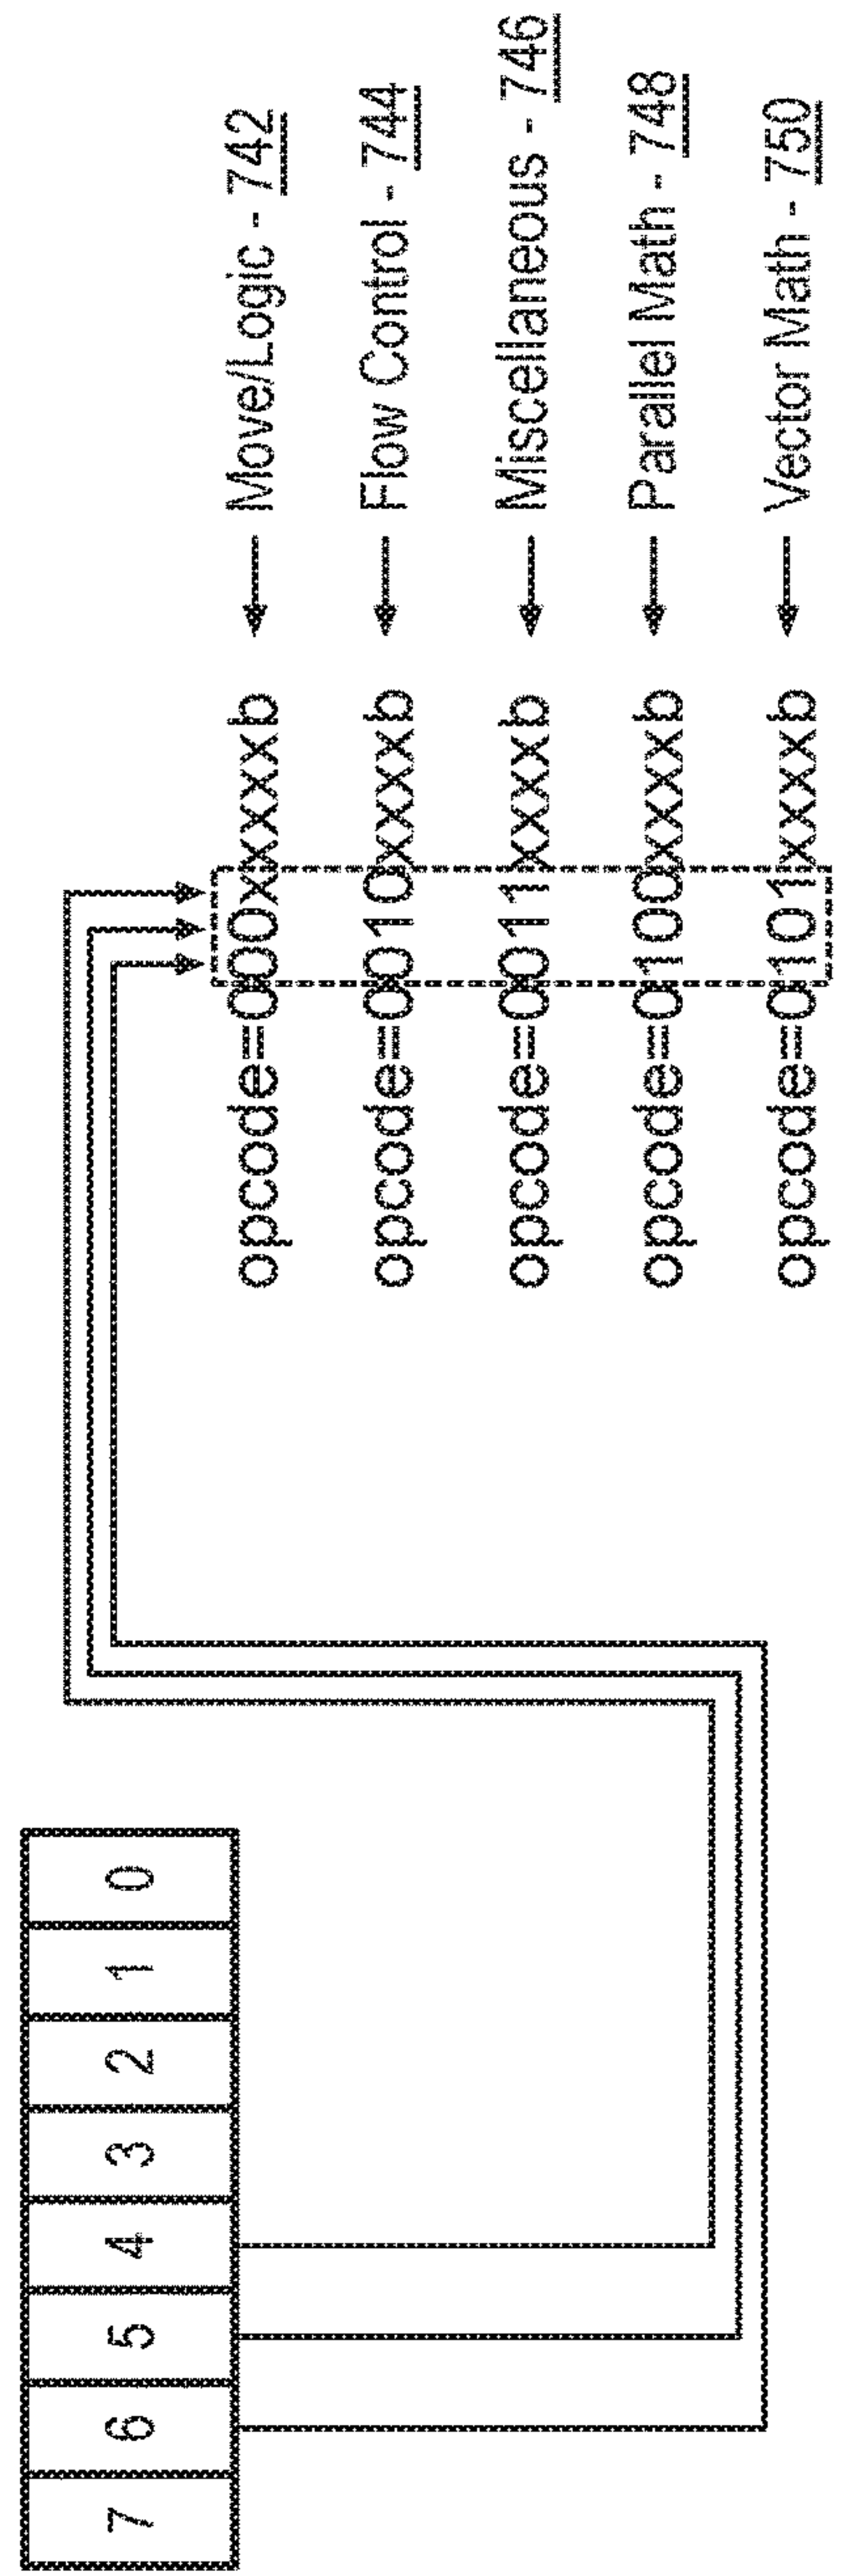 7 6 5 4 3 2 1 0
opcode=000xxxxxb ← Move/Logic - 742
opcode=0010xxxxb ← Flow Control - 744
opcode=0011xxxxb ← Miscellaneous - 746
opcode=0100xxxxb ← Parallel Math - 748
opcode=0101xxxxb ← Vector Math - 750